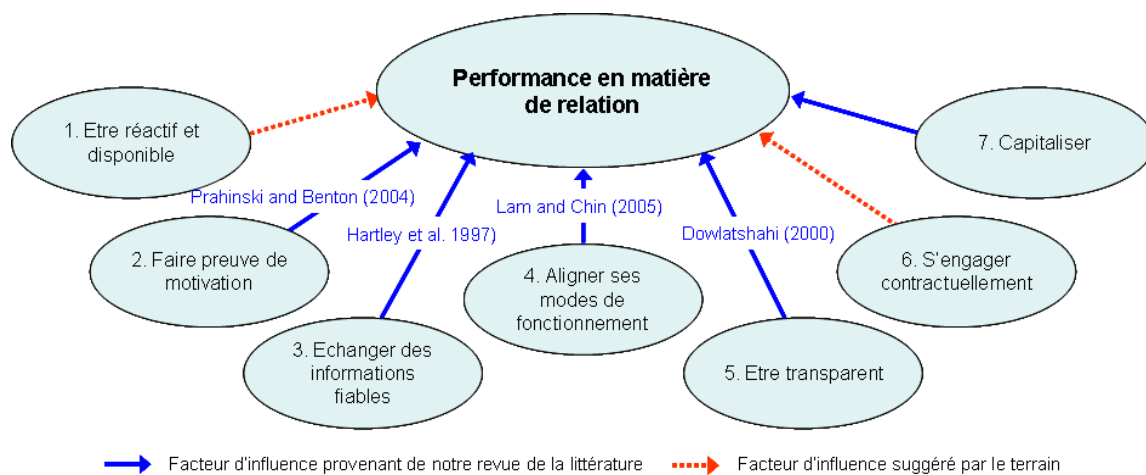 Performance en matière
de relation
1. Etre réactif et
disponible
7. Capitaliser
Prahinski and Benton (2004)
Lam and Chin (2005)
Hartley et al. 1997)
Dowlatshahi (2000)
2. Faire preuve de
motivation
4. Aligner ses
modes de
fonctionnement
6. S'engager
contractuellement
3. Echanger des
informations
fiables
5. Etre transparent
Facteur d'influence provenant de notre revue de la littérature
Facteur d'influence suggéré par le terrain